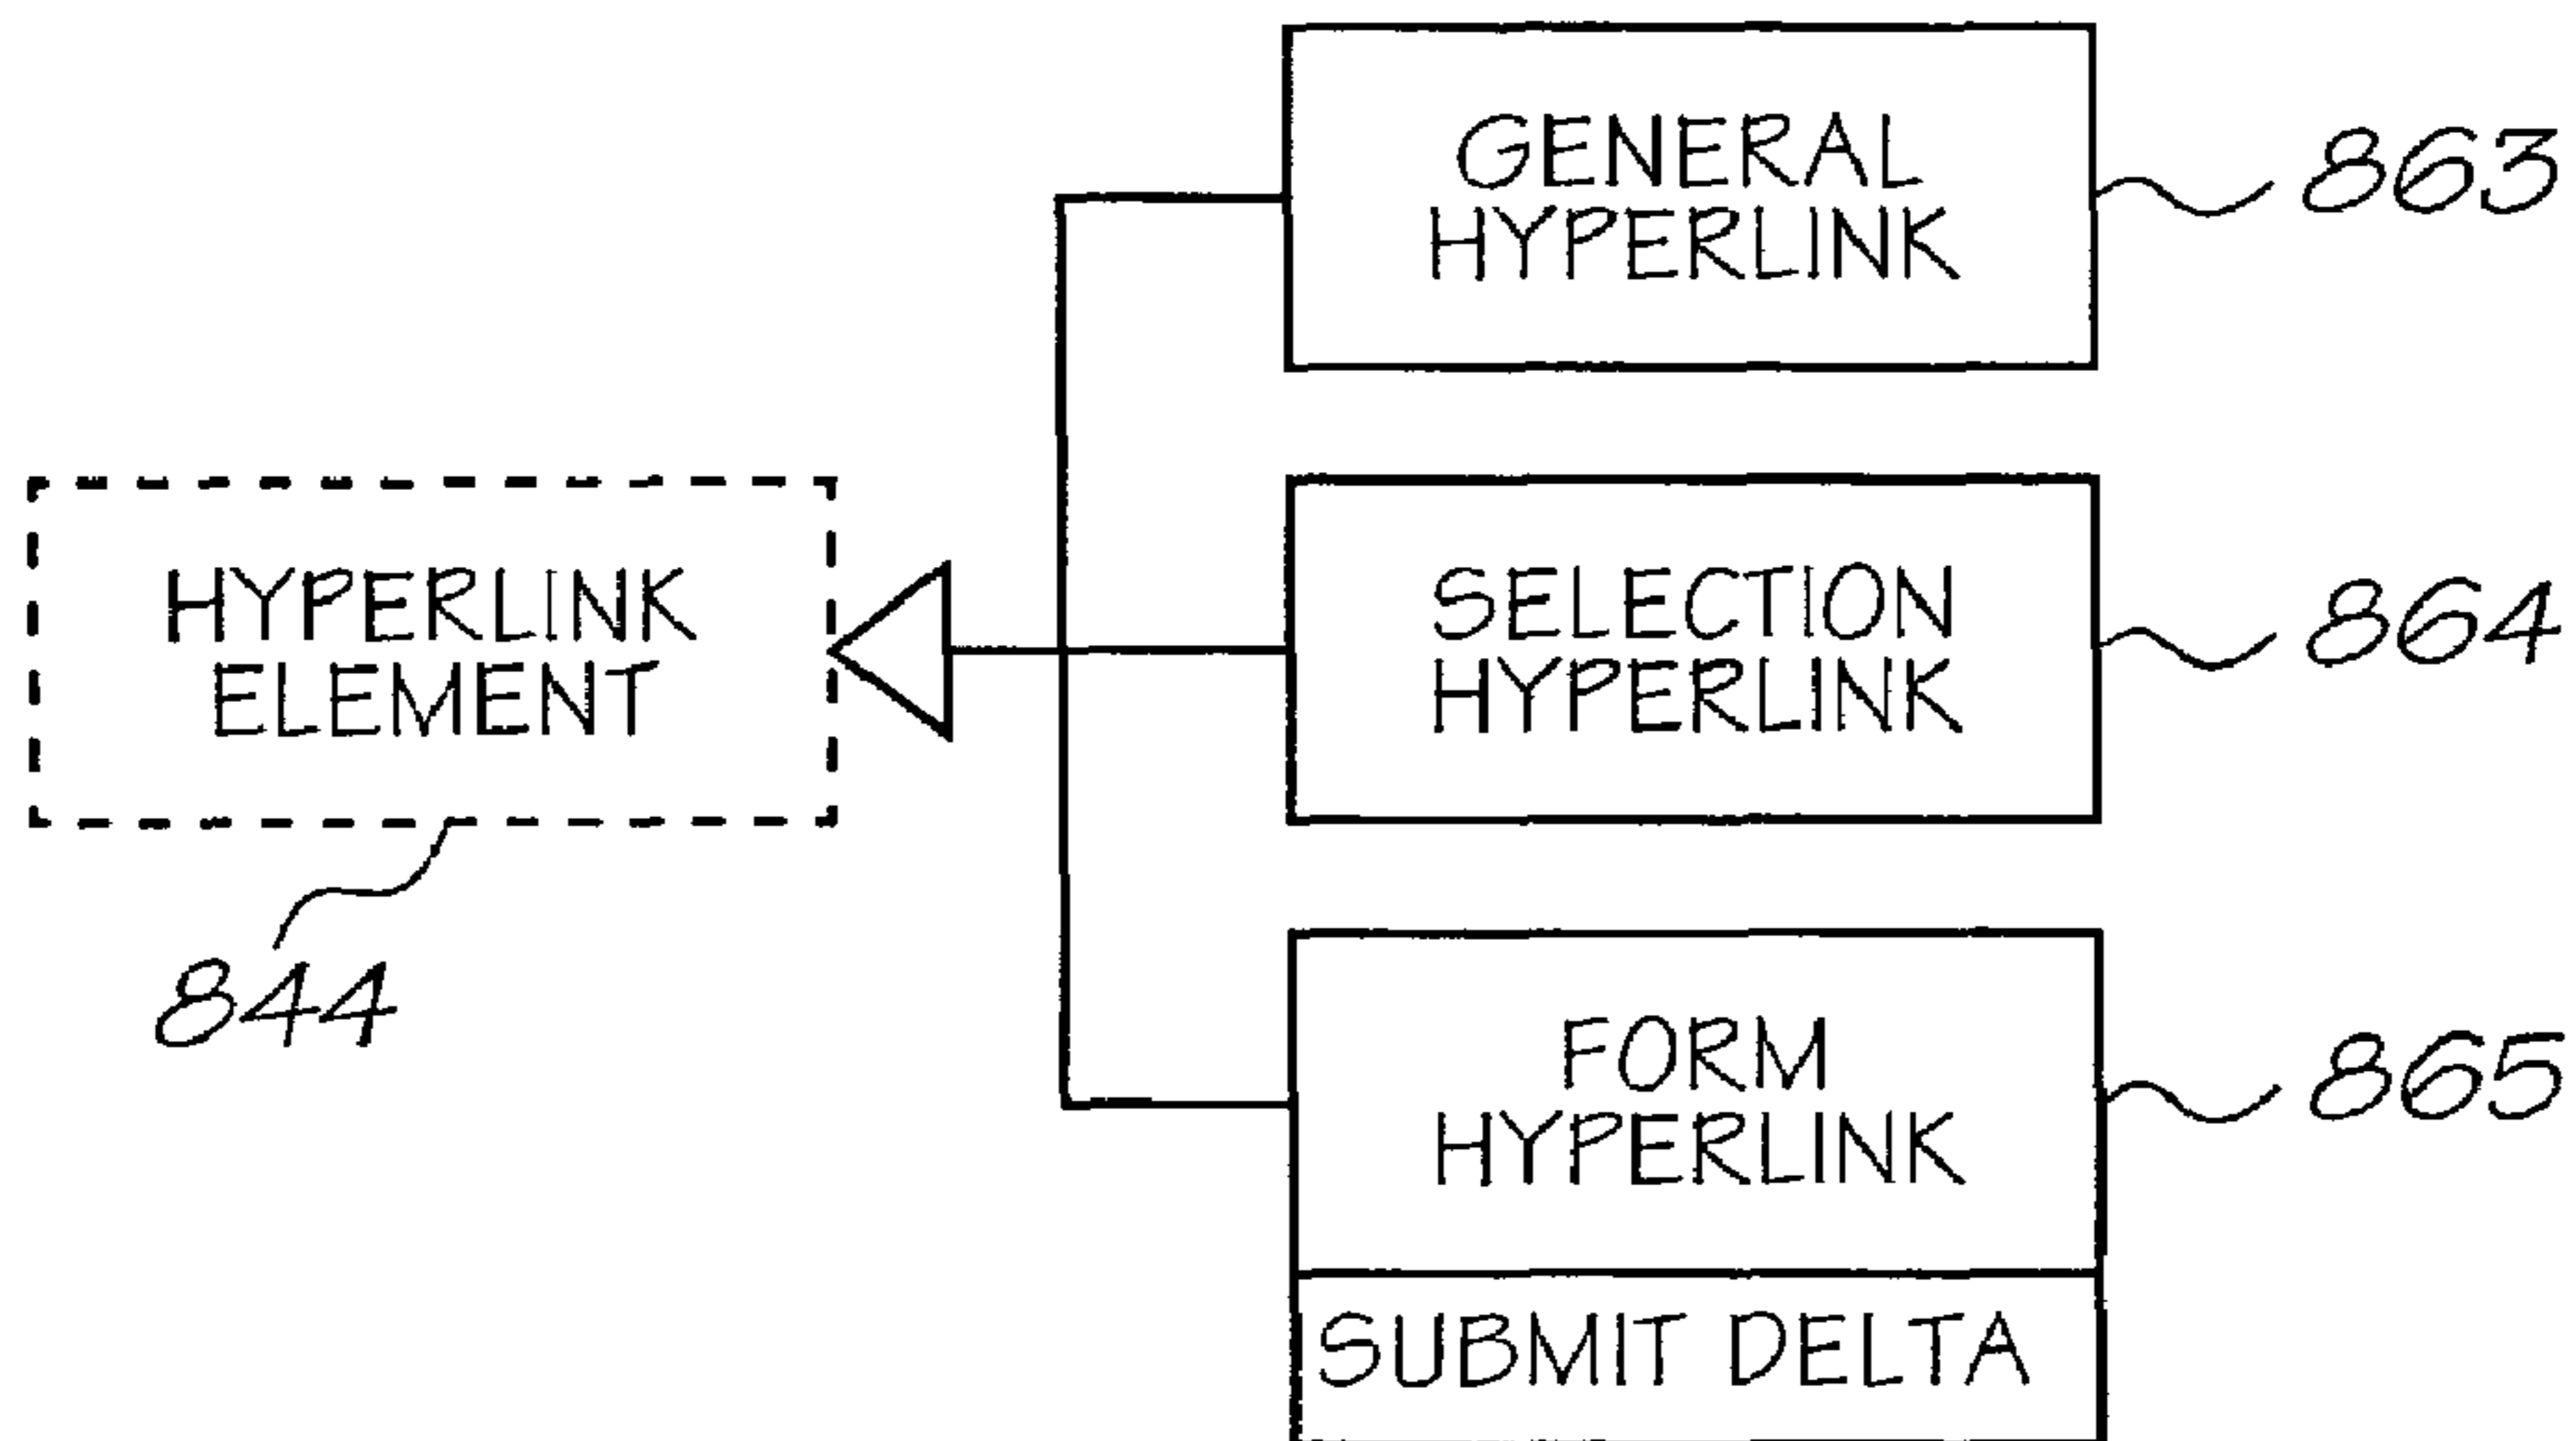 GENERAL
HYPERLINK
863
HYPERLINK
ELEMENT
844
SELECTION
HYPERLINK
864
FORM
HYPERLINK
865
SUBMIT DELTA